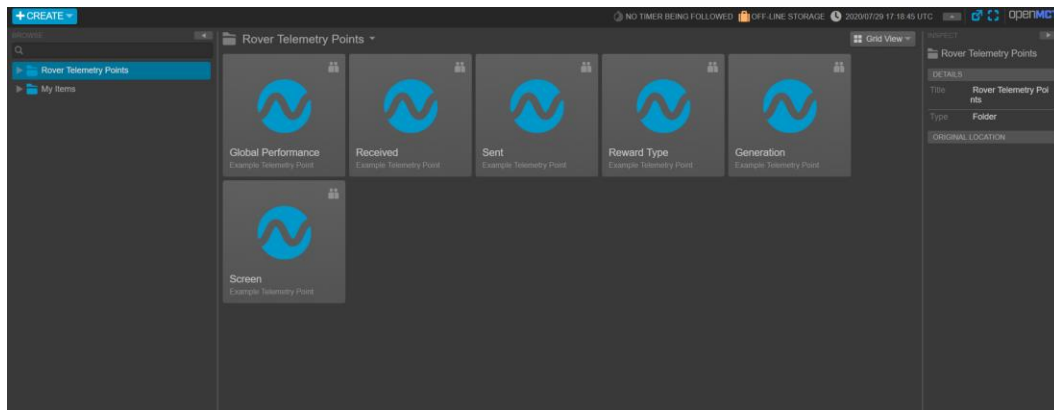 + CREATE
NO TIMER BEING FOLLOWED OFF-LINE STORAGE 2020/07/29 17:18:45 UTC openMCT
BROWSE
Rover Telemetry Points
My Items
Rover Telemetry Points
Grid View
Global Performance
Example Telemetry Point
Received
Example Telemetry Point
Sent
Example Telemetry Point
Reward Type
Example Telemetry Point
Generation
Example Telemetry Point
Screen
Example Telemetry Point
INSPECT
Rover Telemetry Points
DETAILS
Title Rover Telemetry Poi
nts
Type Folder
ORIGINAL LOCATION